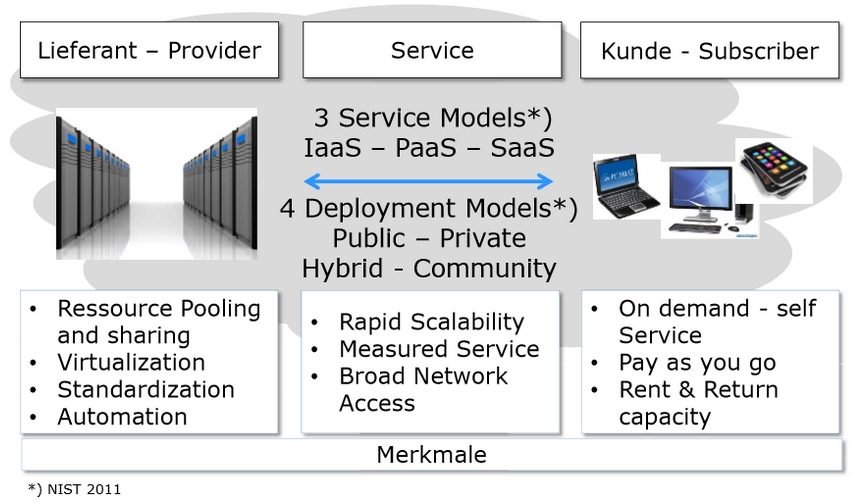 Lieferant – Provider
Service
Kunde - Subscriber
3 Service Models*)
IaaS – PaaS – SaaS
4 Deployment Models*)
Public – Private
Hybrid - Community
• Ressource Pooling
and sharing
• Virtualization
• Standardization
• Automation
• Rapid Scalability
• Measured Service
• Broad Network
Access
• On demand - self
Service
• Pay as you go
• Rent & Return
capacity
Merkmale
*) NIST 2011